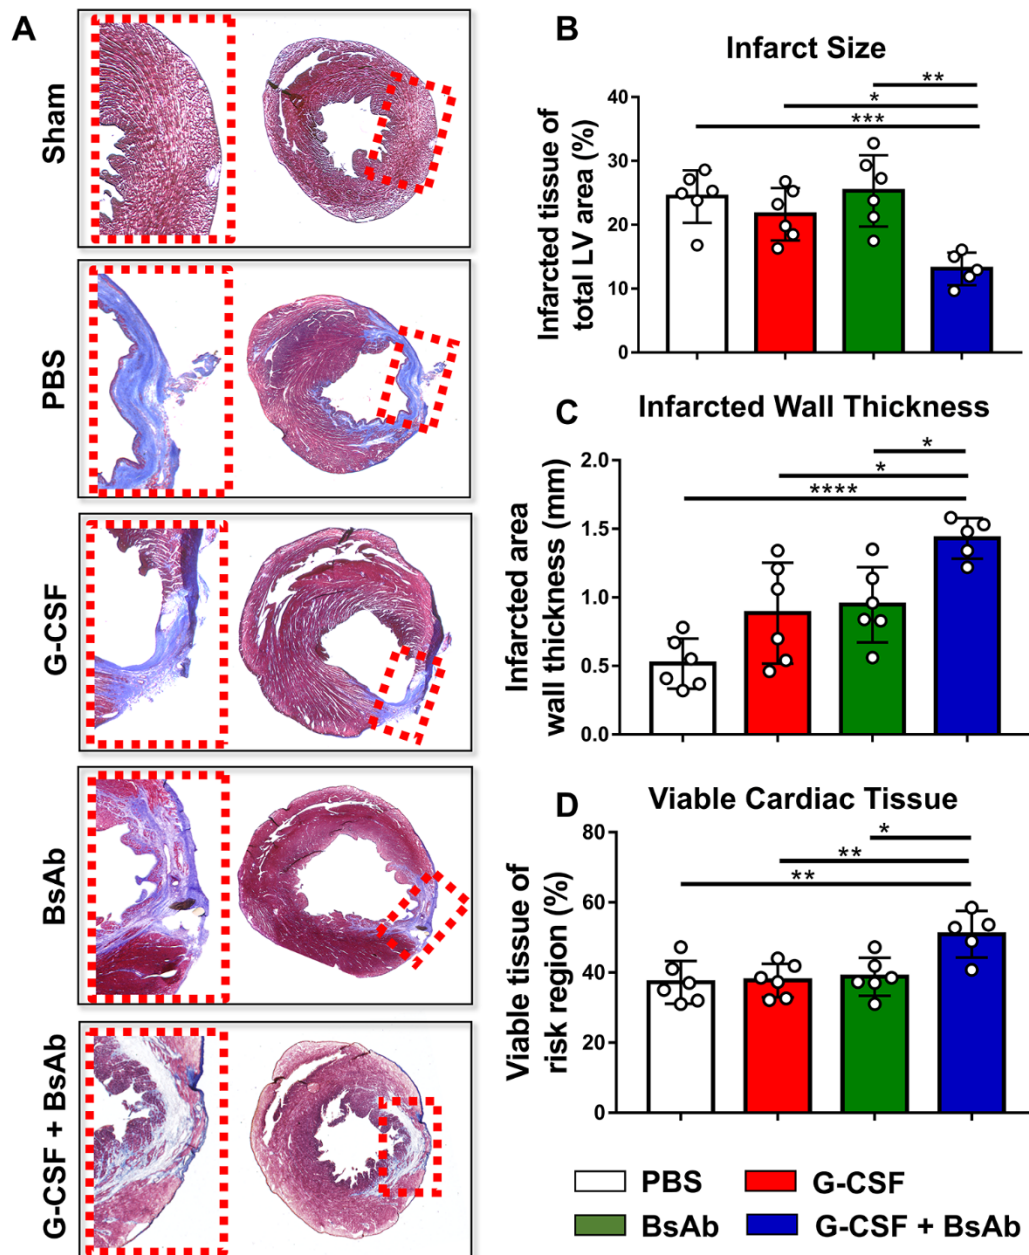 A
Sham
PBS
G-CSF
BsAb
G-CSF + BsAb
B
Infarct Size
Infarcted tissue of
total LV area (%)
40
30
20
10
0
**
*
***
C
Infarcted Wall Thickness
Infarcted area
wall thickness (mm)
2.0
1.5
1.0
0.5
0.0
*
*
****
D
Viable Cardiac Tissue
Viable tissue of
risk region (%)
80
60
40
20
0
*
**
**
PBS
G-CSF
BsAb
G-CSF + BsAb